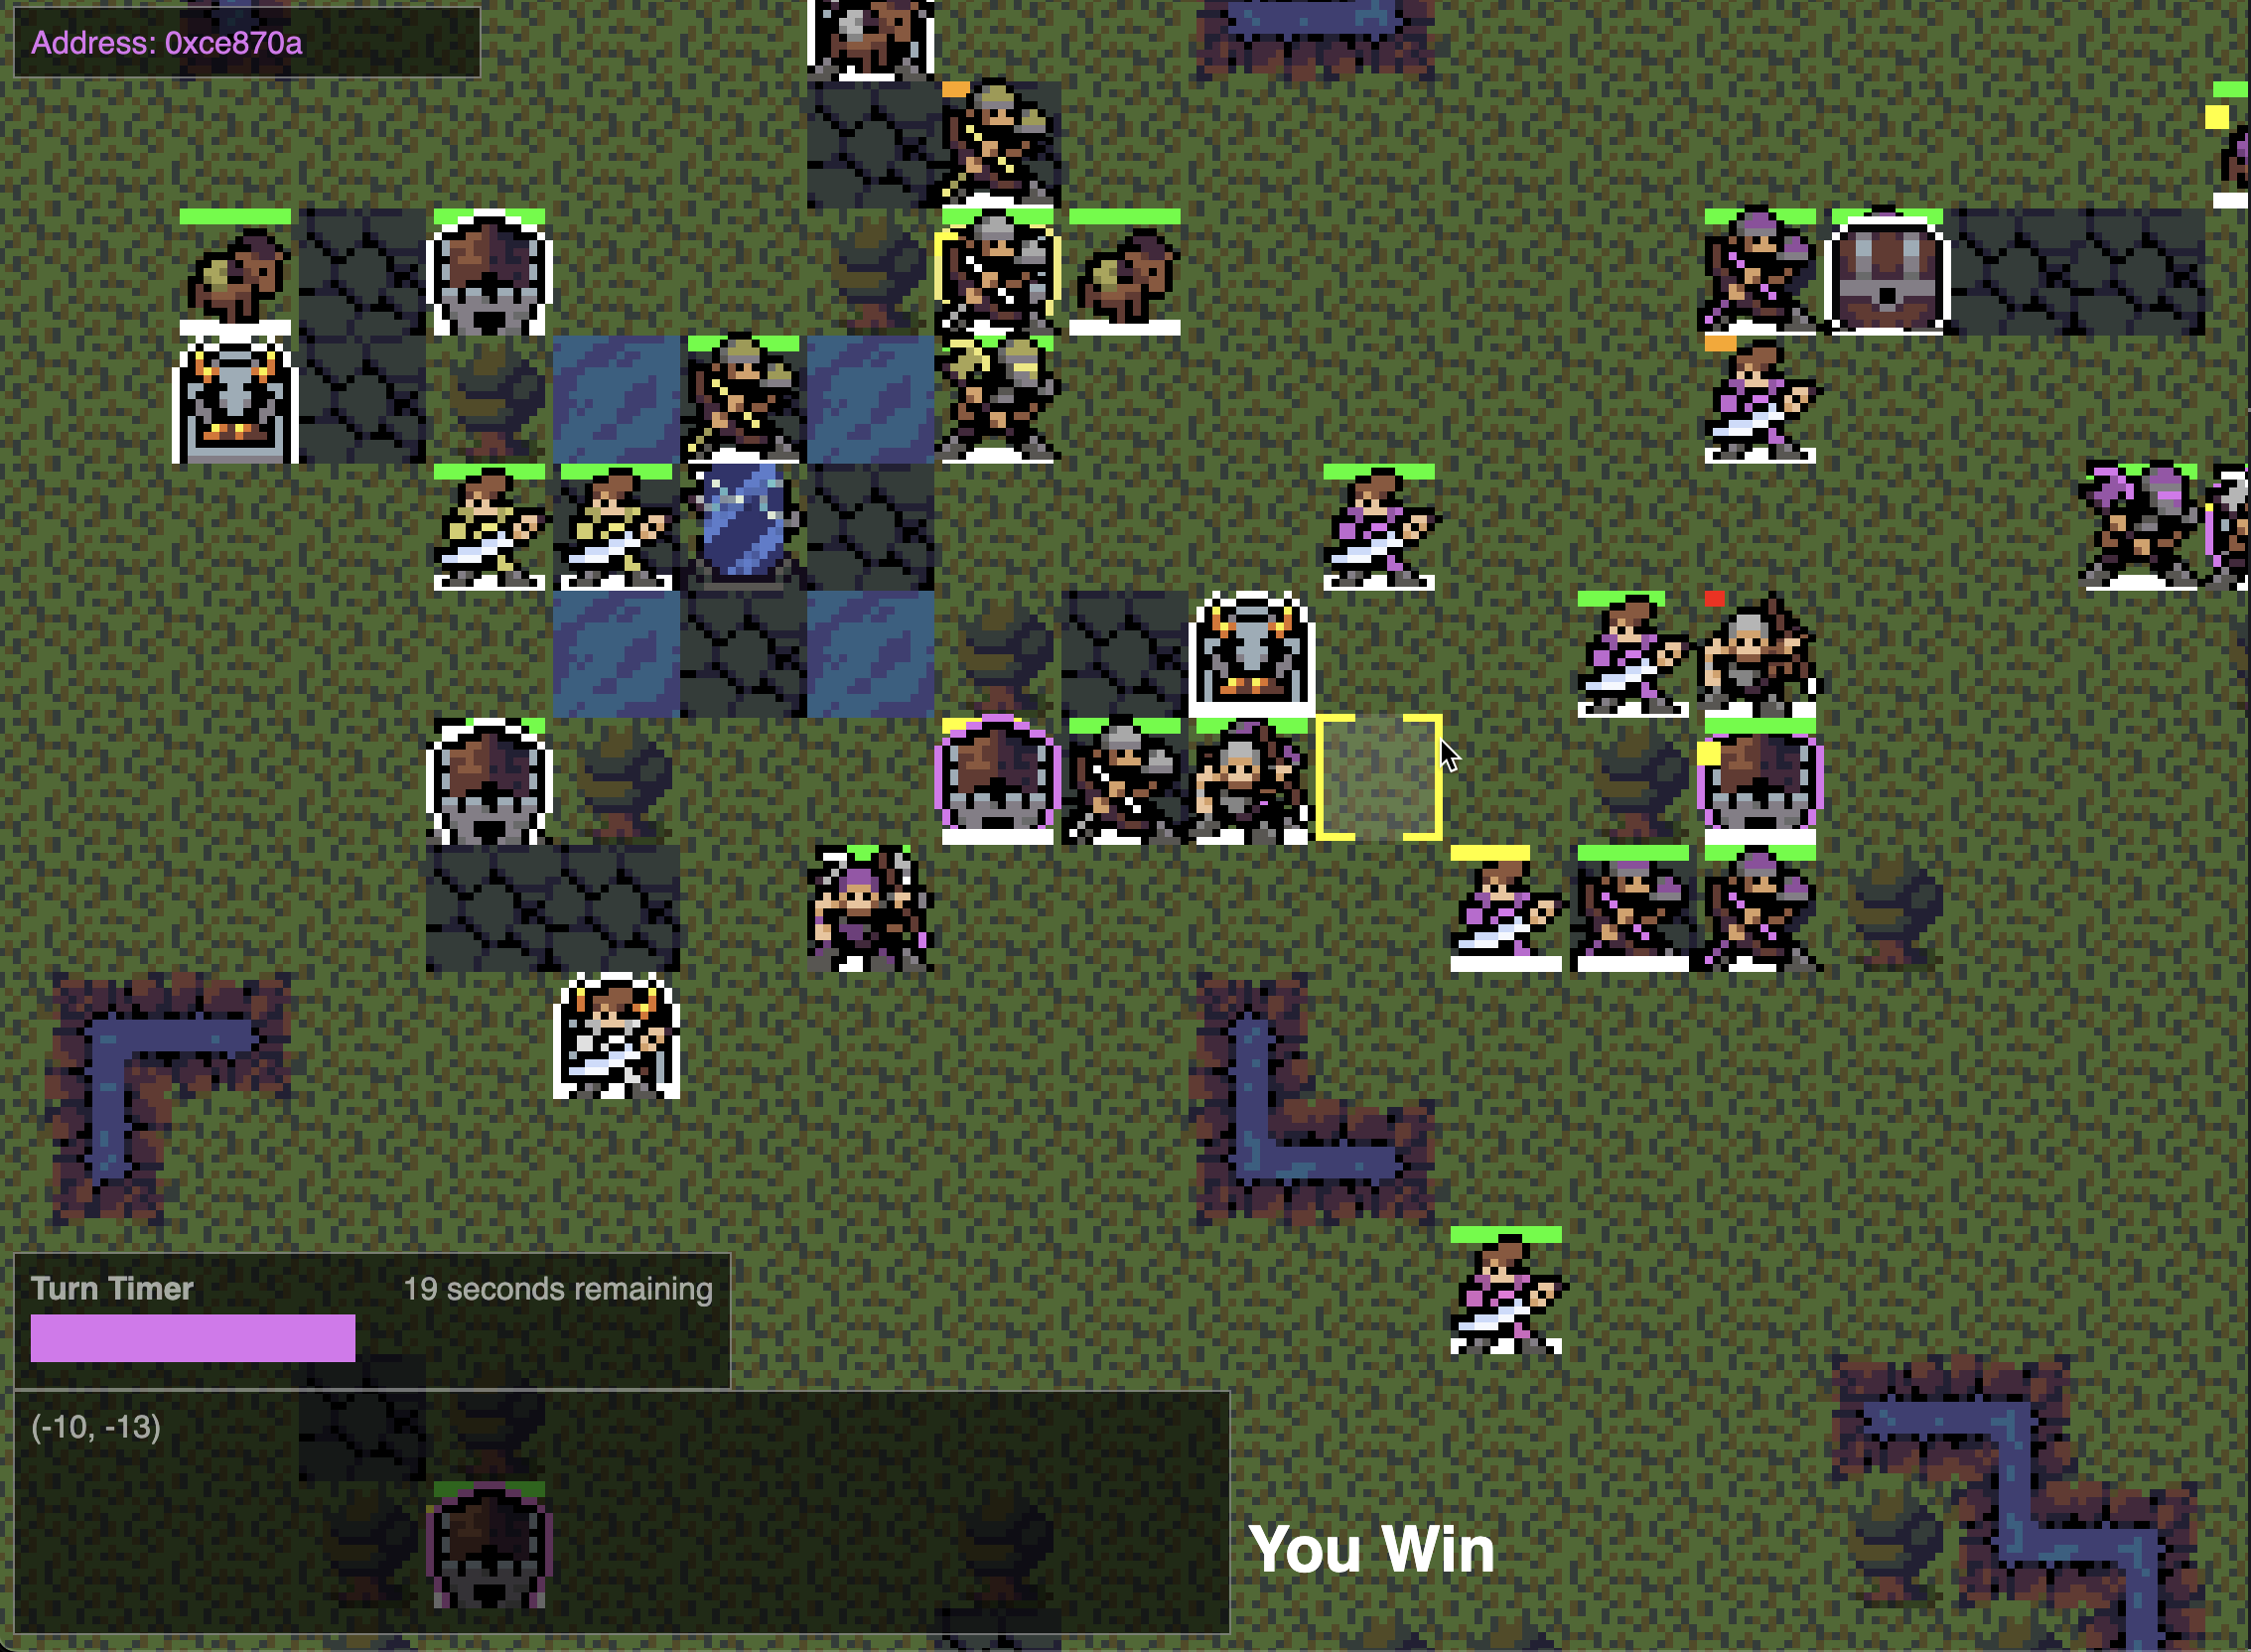 Address: 0xce870a
Turn Timer
19 seconds remaining
(-10, -13)
You Win